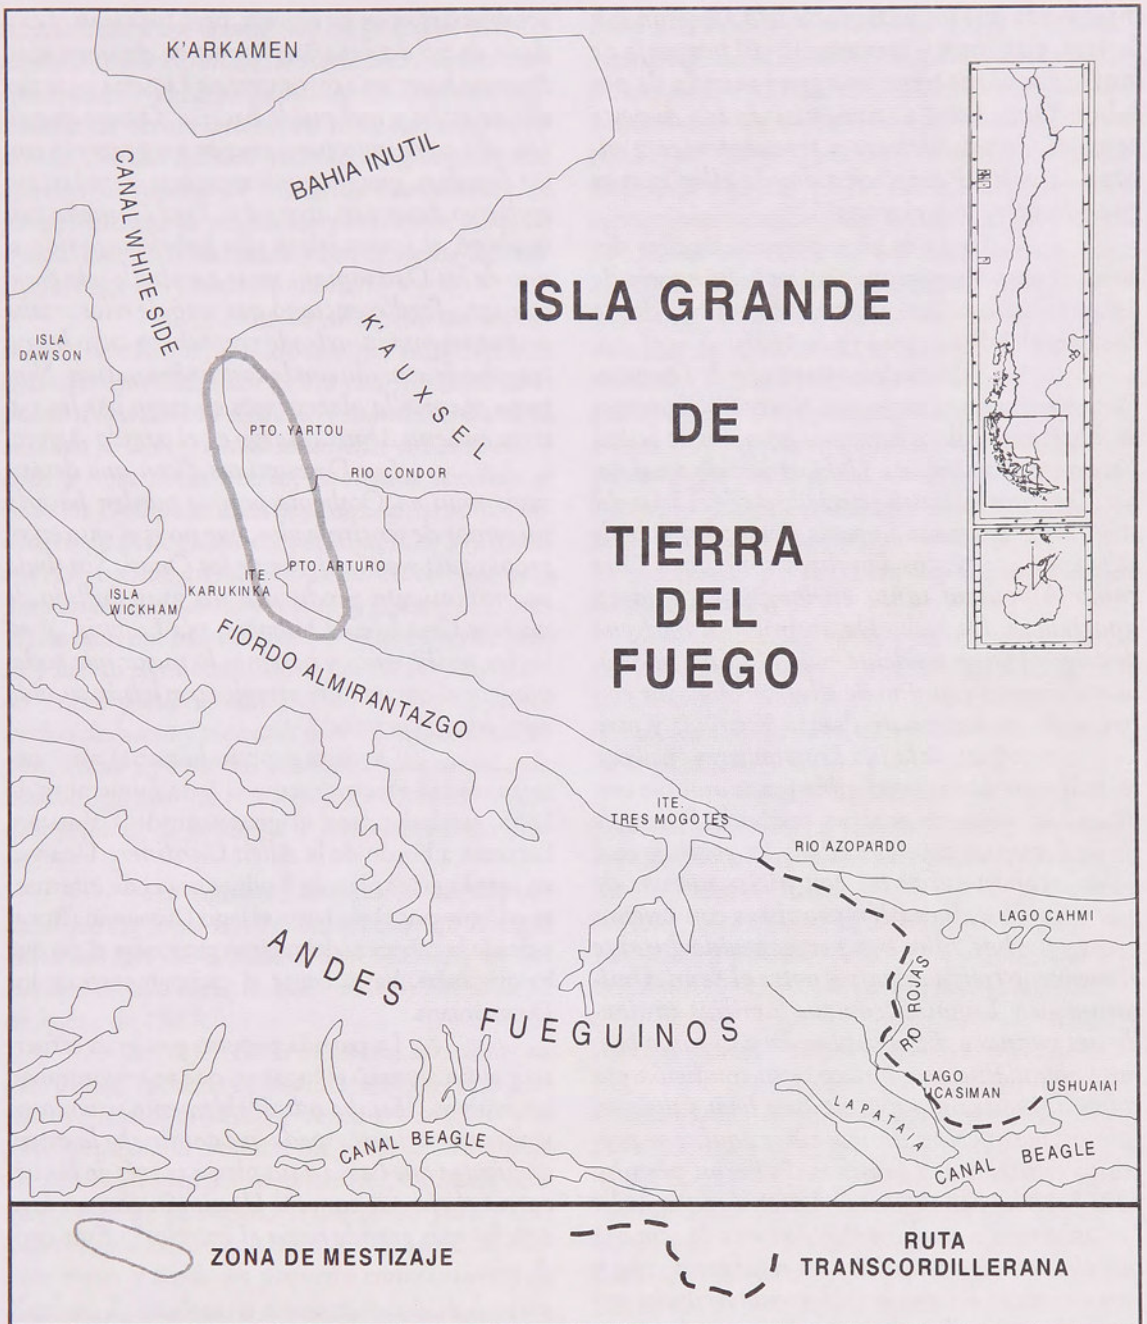 K'ARKAMEN
BAHIA INUTIL
CANAL WHITE SIDE
ISLA
DAWSON
ISLA GRANDE
DE
TIERRA
DEL
FUEGO
K'AUXSEL
PTO. YARTOU
RIO CONDOR
PTO. ARTURO
ITE.
KARUKINKA
ISLA
WICKHAM
FIORDO ALMIRANTAZGO
ITE.
TRES MOGOTES
RIO AZOPARDO
LAGO CAHMI
RIO ROJAS
ANDES
FUEGUINOS
LAGO
UCASIMAN
USHUAIAI
LAPATAIA
CANAL BEAGLE
CANAL BEAGLE
ZONA DE MESTIZAJE
RUTA
TRANSCORDILLERANA